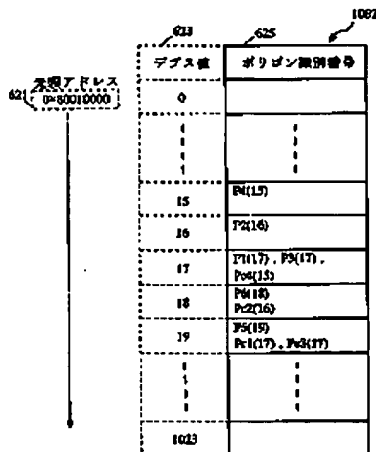 1082
623
625
デプス値
ポリゴン識別番号
先頭アドレス
621
0×80010000
0
15
P4(15)
16
P2(16)
17
P1(17)，P3(17)，
Pc4(15)
18
P6(18)
Pc2(16)
19
P5(19)
Pc1(17)，Pc3(17)
1023